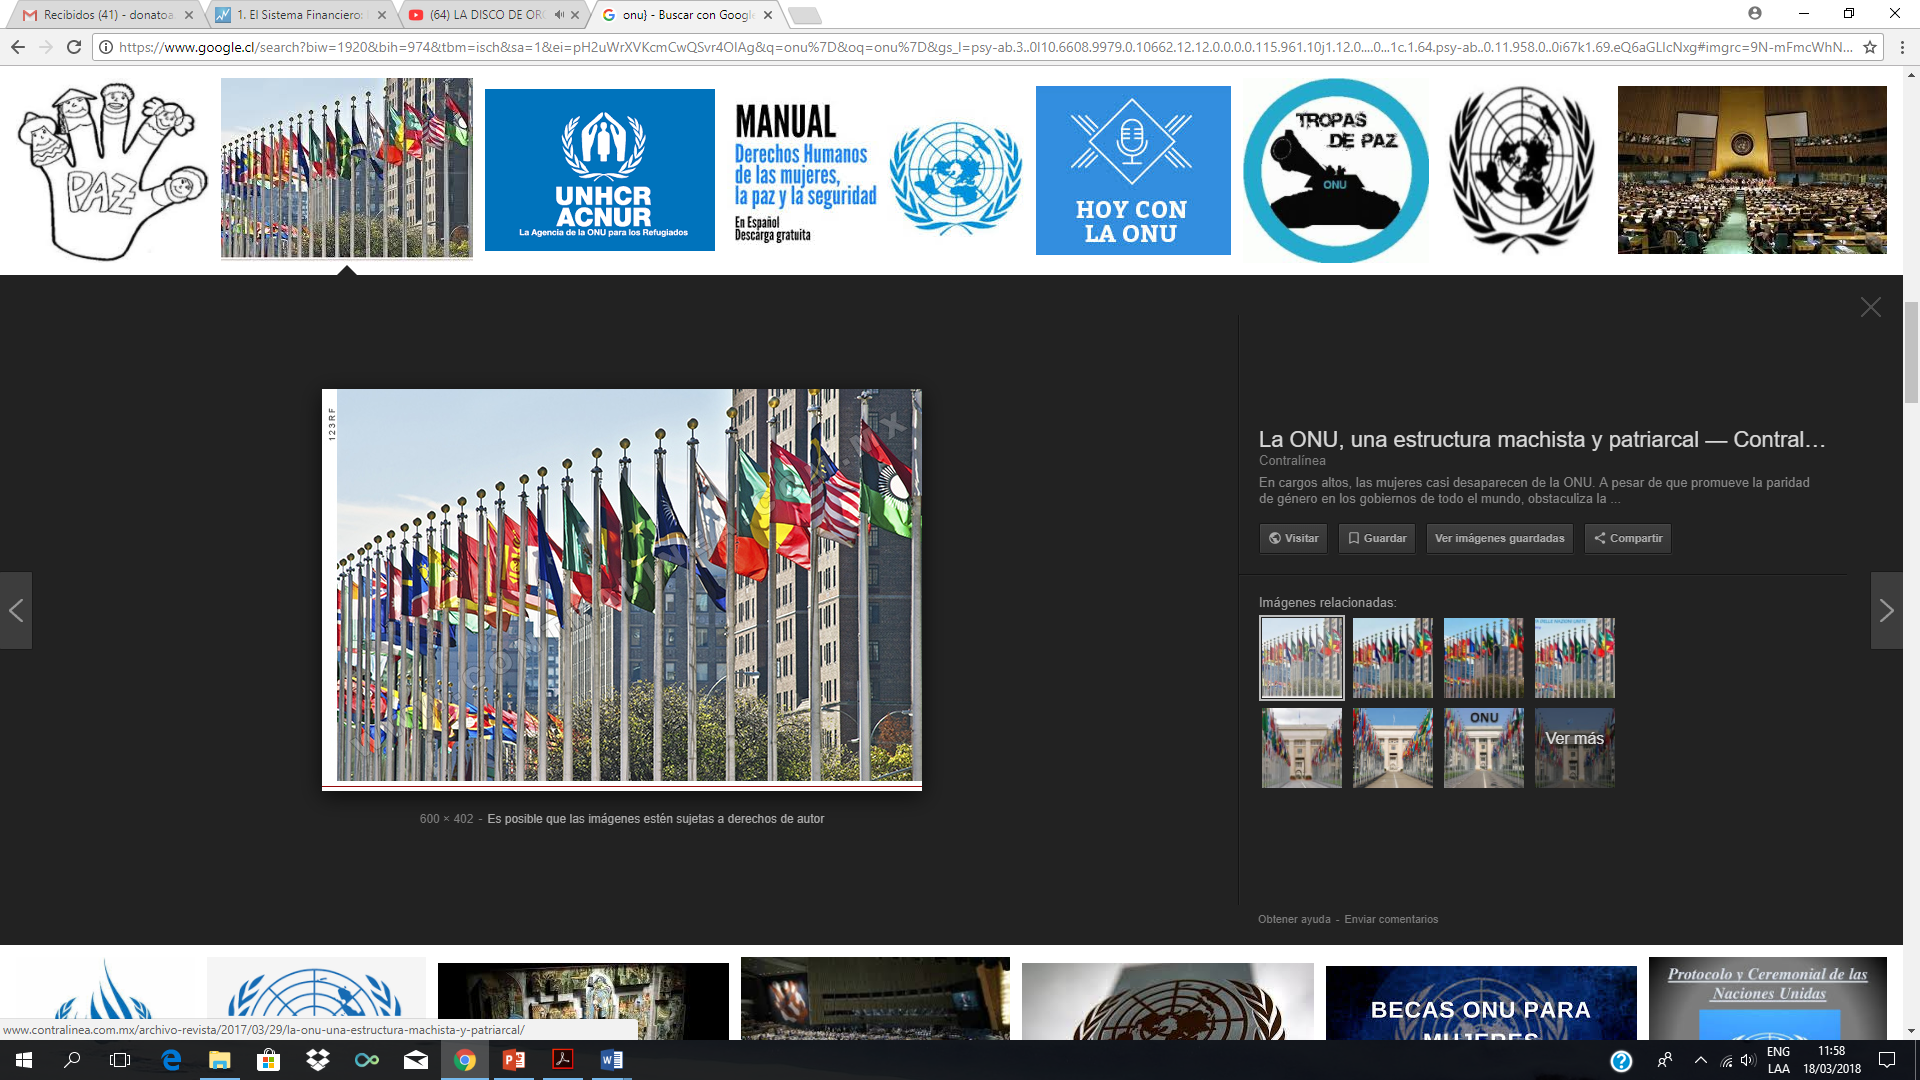 Recibidos (41) - donatoa
1. El Sistema Financiero:
(64) LA DISCO DE ORO
onu} - Buscar con Google
https://www.google.cl/search?biw=1920&bih=974&tbm=isch&sa=1&ei=pH2uWrXVKcmCwQSvr4OIAg&q=onu%7D&oq=onu%7D&gs_l=psy-ab.3..0l10.6608.9979.0.10662.12.12.0.0.0.0.115.961.10j1.12.0....0...1c.1.64.psy-ab..0.11.958.0..0i67k1.69.eQ6aGLlcNxg#imgrc=9N-mFmcWhN...
PAZ
UNHCR
ACNUR
La Agencia de la ONU para los Refugiados
MANUAL
Derechos Humanos
de las mujeres,
la paz y la seguridad
En Español
Descarga gratuita
HOY CON
LA ONU
TROPAS
DE PAZ
ONU
123RF
La ONU, una estructura machista y patriarcal — Contral...
Contralínea
En cargos altos, las mujeres casi desaparecen de la ONU. A pesar de que promueve la paridad
de género en los gobiernos de todo el mundo, obstaculiza la ...
Visitar
Guardar
Ver imágenes guardadas
Compartir
Imágenes relacionadas:
ONU
Ver más
600 × 402 - Es posible que las imágenes estén sujetas a derechos de autor
Obtener ayuda - Enviar comentarios
BECAS ONU PARA
MUJERES
Protocolo y Ceremonial de las
Naciones Unidas
www.contralinea.com.mx/archivo-revista/2017/03/29/la-onu-una-estructura-machista-y-patriarcal/
ENG
LAA
11:58
18/03/2018